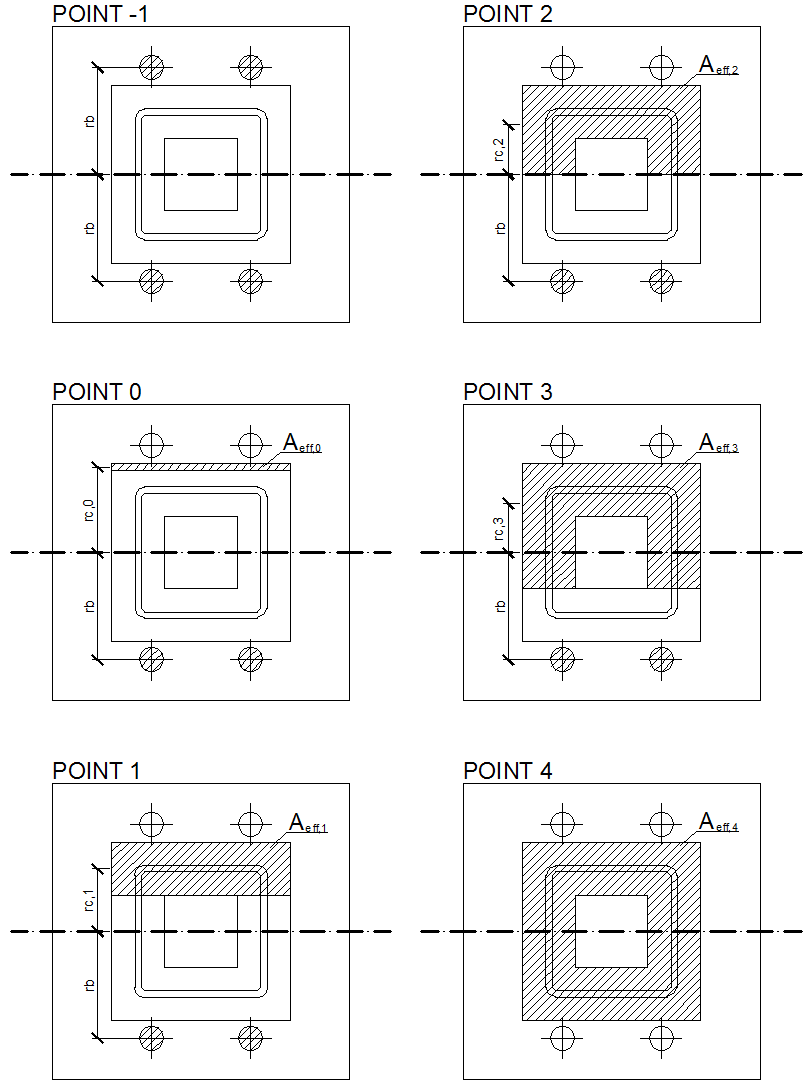 POINT -1
rb
rb
POINT 2
Aeff,2
rc,2
rb
POINT 0
Aeff,0
rc,0
rb
POINT 3
Aeff,3
rc,3
rb
POINT 1
Aeff,1
rc,1
rb
POINT 4
Aeff,4